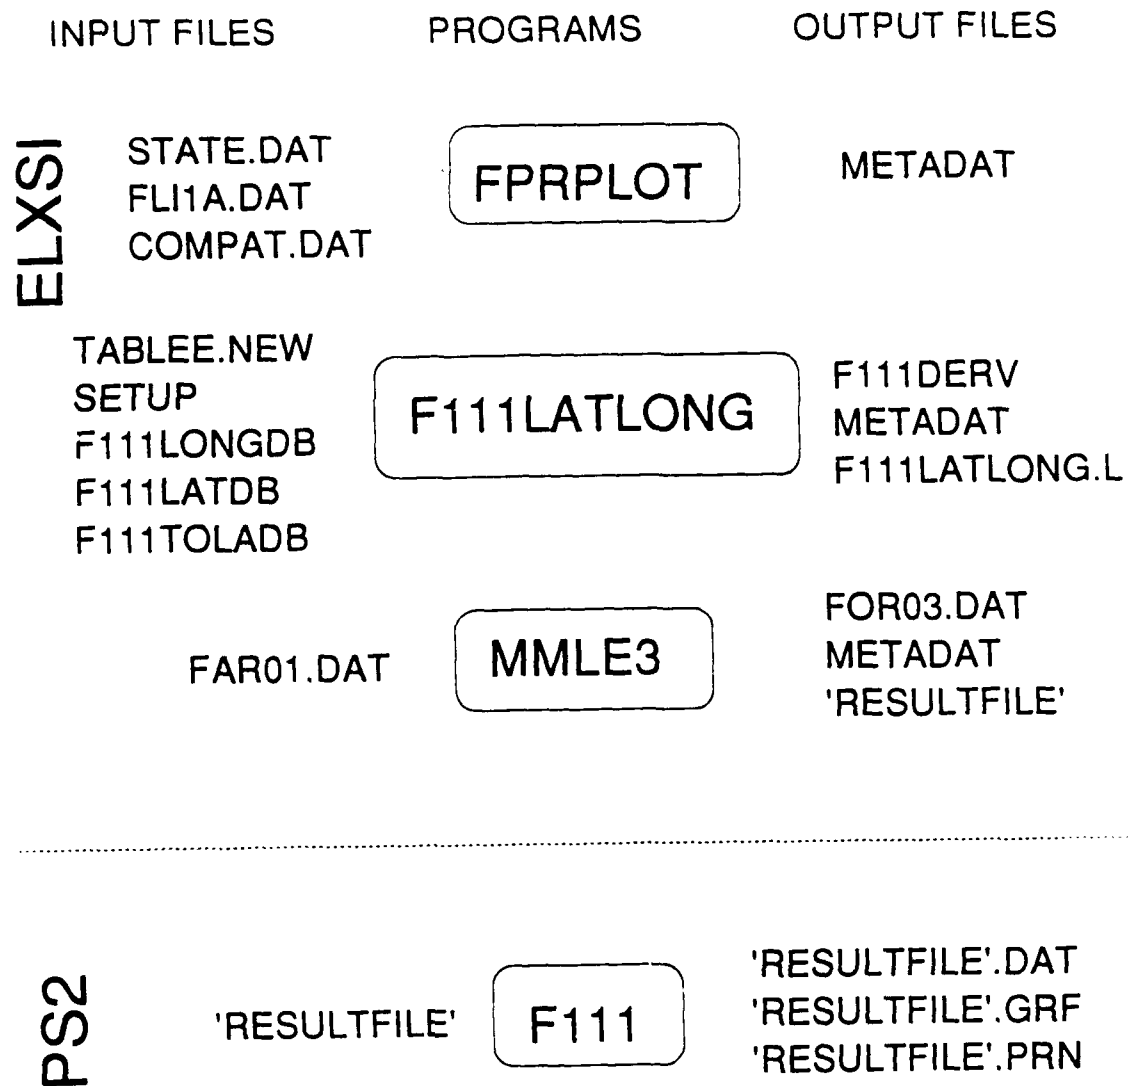 INPUT FILES
PROGRAMS
OUTPUT FILES
ELXSI
STATE.DAT
FLI1A.DAT
COMPAT.DAT
FPRPLOT
METADAT
TABLEE.NEW
SETUP
F111LONGDB
F111LATDB
F111TOLADB
F111LATLONG
F111DERV
METADAT
F111LATLONG.L
FAR01.DAT
MMLE3
FOR03.DAT
METADAT
'RESULTFILE'
PS2
'RESULTFILE'
F111
'RESULTFILE'.DAT
'RESULTFILE'.GRF
'RESULTFILE'.PRN